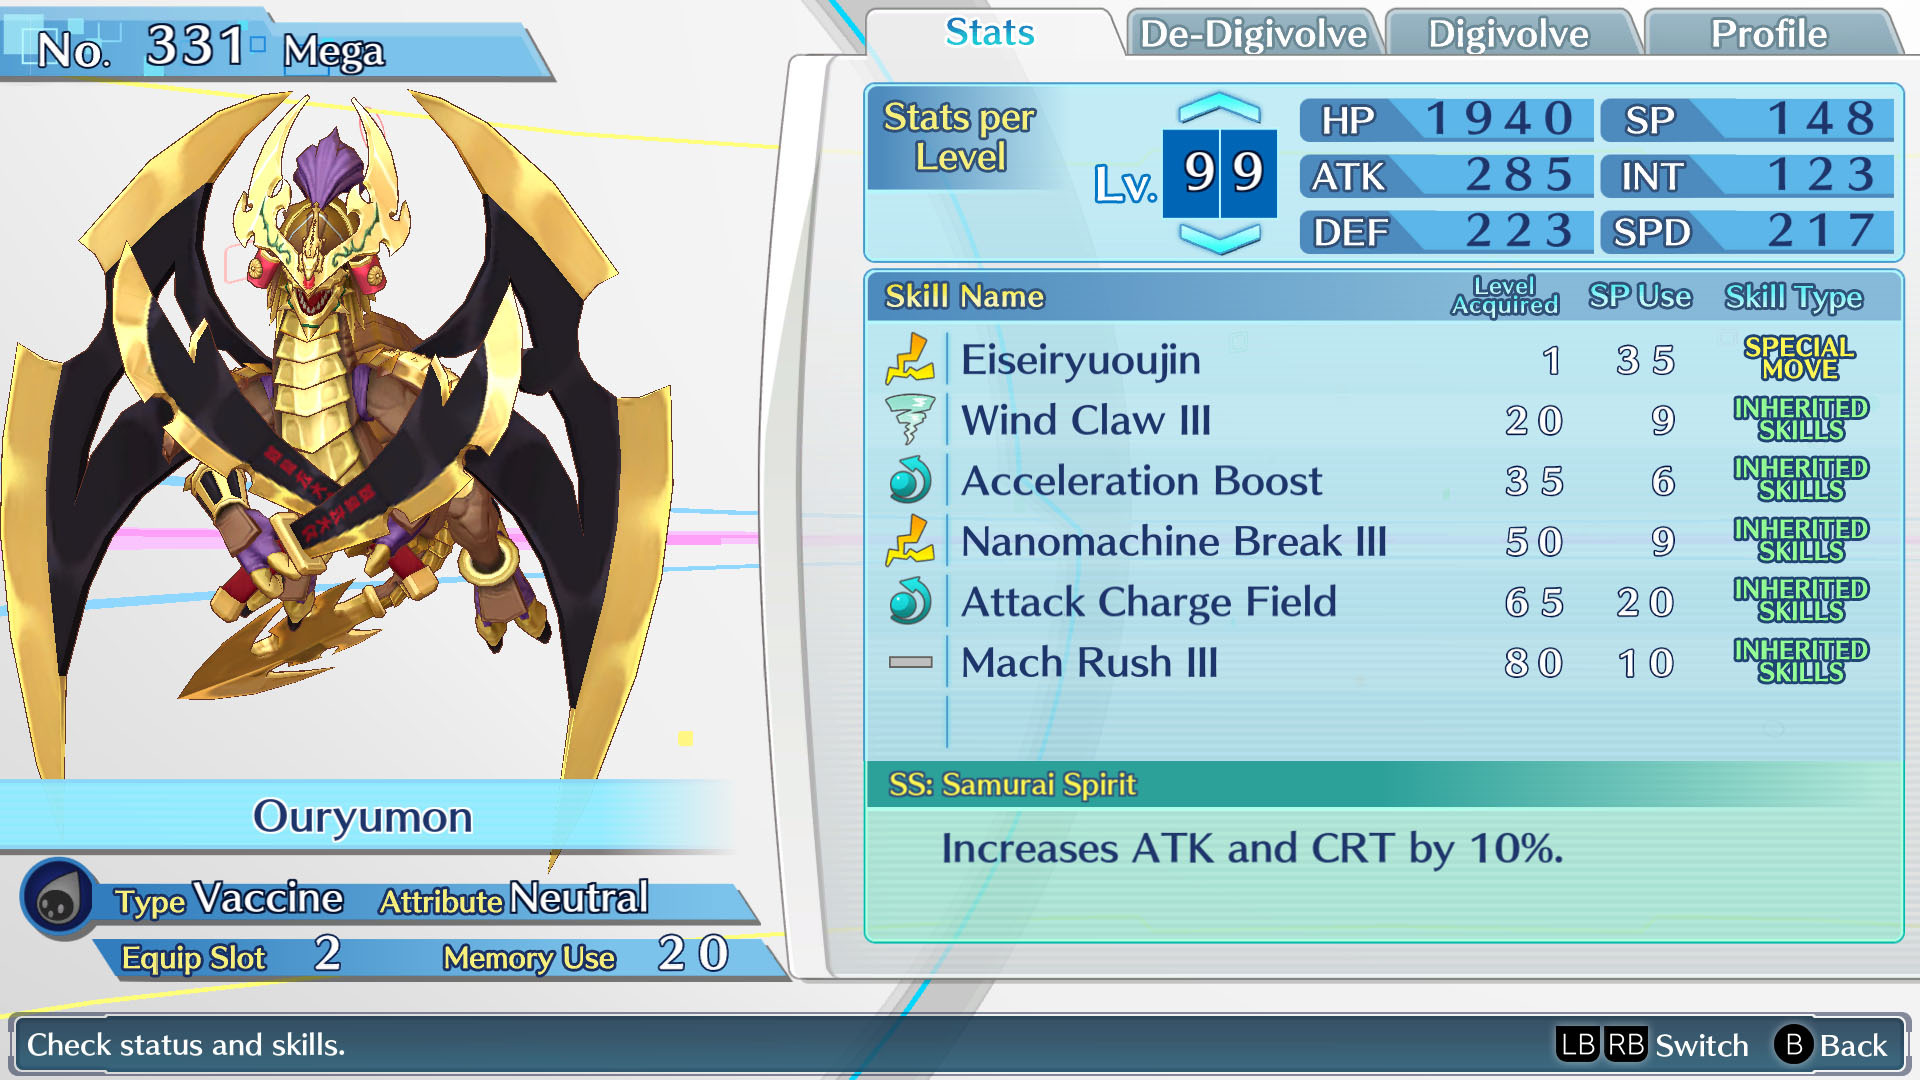 No. 331 Mega
Stats
De-Digivolve
Digivolve
Profile
Stats per
Level
Lv. 99
HP 1940
SP 148
ATK 285
INT 123
DEF 223
SPD 217
Skill Name
Level
Acquired
SP Use
Skill Type
Eiseiryuoujin 1 35 SPECIAL
MOVE
Wind Claw III 20 9 INHERITED
SKILLS
Acceleration Boost 35 6 INHERITED
SKILLS
Nanomachine Break III 50 9 INHERITED
SKILLS
Attack Charge Field 65 20 INHERITED
SKILLS
Mach Rush III 80 10 INHERITED
SKILLS
SS: Samurai Spirit
Increases ATK and CRT by 10%.
Ouryumon
Type Vaccine Attribute Neutral
Equip Slot 2 Memory Use 20
Check status and skills.
LB RB Switch B Back